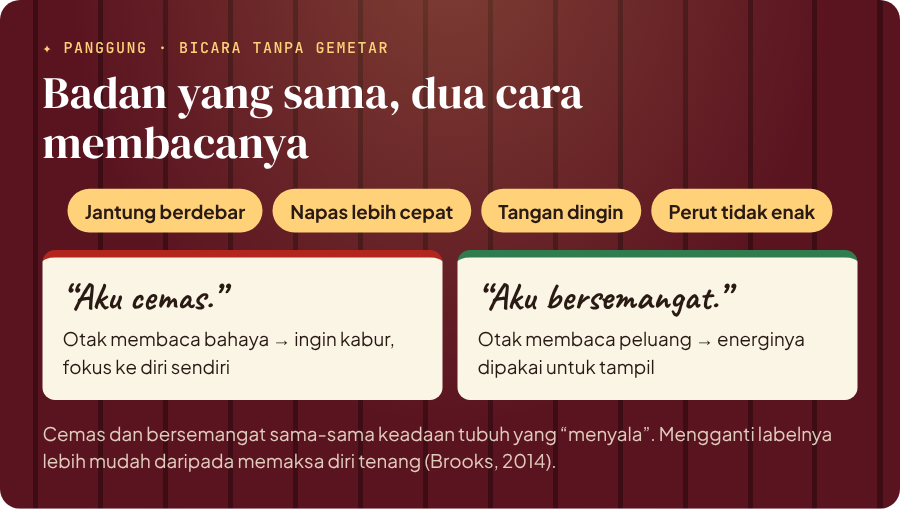 ✦ PANGGUNG · BICARA TANPA GEMETAR
Badan yang sama, dua cara
membacanya
Jantung berdebar
Napas lebih cepat
Tangan dingin
Perut tidak enak
“Aku cemas.”
Otak membaca bahaya → ingin kabur,
fokus ke diri sendiri
“Aku bersemangat.”
Otak membaca peluang → energinya
dipakai untuk tampil
Cemas dan bersemangat sama-sama keadaan tubuh yang “menyala”. Mengganti labelnya
lebih mudah daripada memaksa diri tenang (Brooks, 2014).